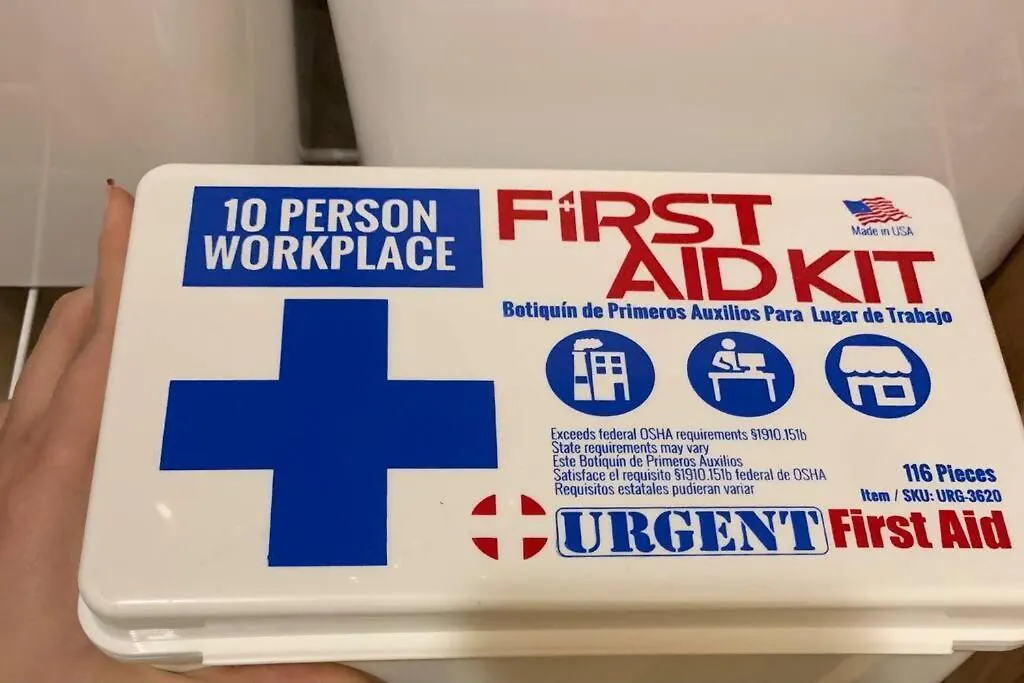 10 PERSON
WORKPLACE
FIRST
AID KIT
Made in USA
Botiquín de Primeros Auxilios Para Lugar de Trabajo
Exceeds federal OSHA requirements §1910.151b
State requirements may vary
Este Botiquín de Primeros Auxilios
Satisface el requisito §1910.151b federal de OSHA
Requisitos estatales pudieran variar
116 Pieces
Item / SKU: URG-3620
URGENT First Aid